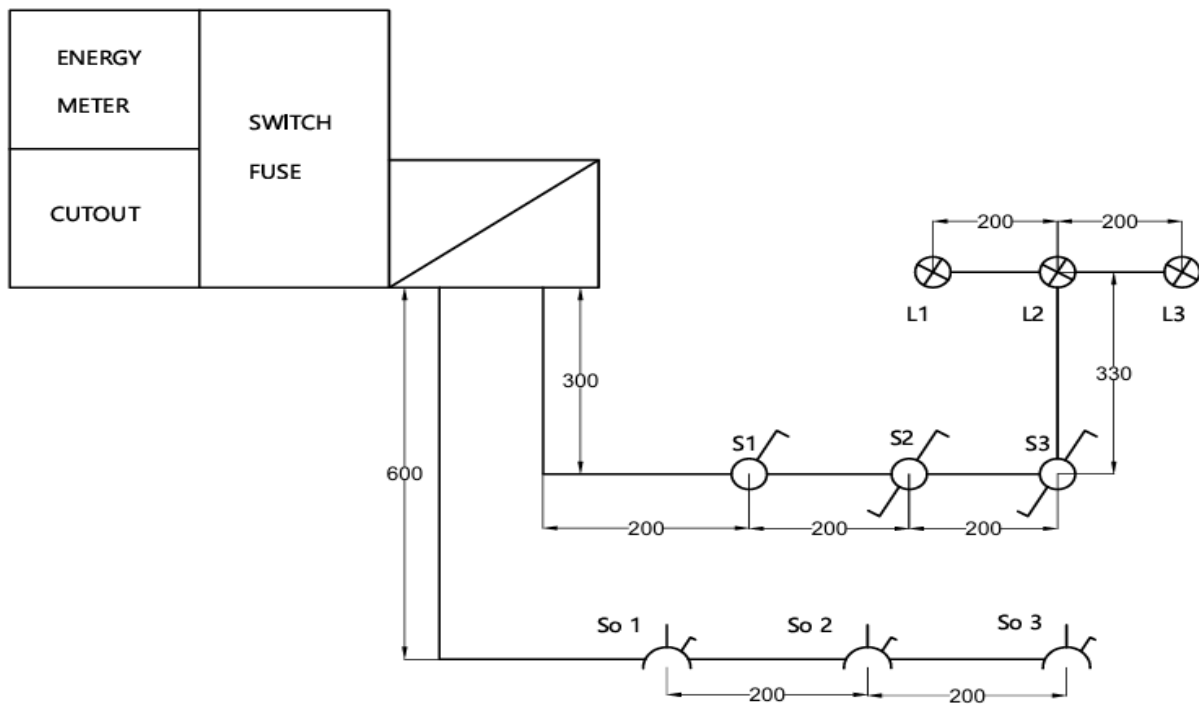 ENERGY
METER
SWITCH
FUSE
CUTOUT
200 200
L1 L2 L3
300
330
S1 S2 S3
600
200 200 200
So 1 So 2 So 3
200 200